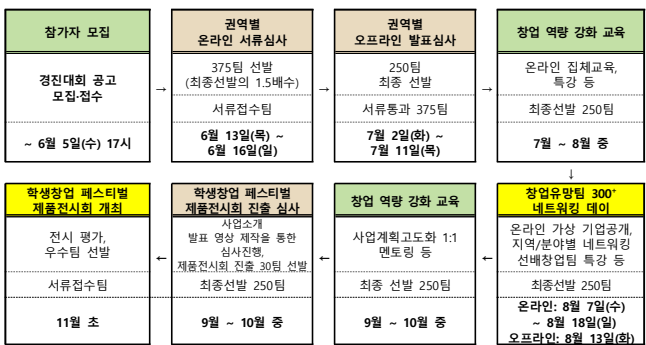 참가자 모집
경진대회 공고
모집·접수
~ 6월 5일(수) 17시
→
권역별
온라인 서류심사
375팀 선발
(최종선발의 1.5배수)
서류접수팀
6월 13일(목) ~
6월 16일(일)
→
권역별
오프라인 발표심사
250팀
최종 선발
서류통과 375팀
7월 2일(화) ~
7월 11일(목)
→
창업 역량 강화 교육
온라인 집체교육,
특강 등
최종선발 250팀
7월 ~ 8월 중
↓
창업유망팀 300+
네트워킹 데이
온라인 가상 기업공개,
지역/분야별 네트워킹
선배창업팀 특강 등
최종선발 250팀
온라인: 8월 7일(수)
~ 8월 18일(일)
오프라인: 8월 13일(화)
←
창업 역량 강화 교육
사업계획고도화 1:1
멘토링 등
최종 선발 250팀
9월 ~ 10월 중
←
학생창업 페스티벌
제품전시회 진출 심사
사업소개
발표 영상 제작을 통한
심사진행,
제품전시회 진출 30팀 선발
최종선발 250팀
9월 ~ 10월 중
←
학생창업 페스티벌
제품전시회 개최
전시 평가,
우수팀 선발
서류접수팀
11월 초